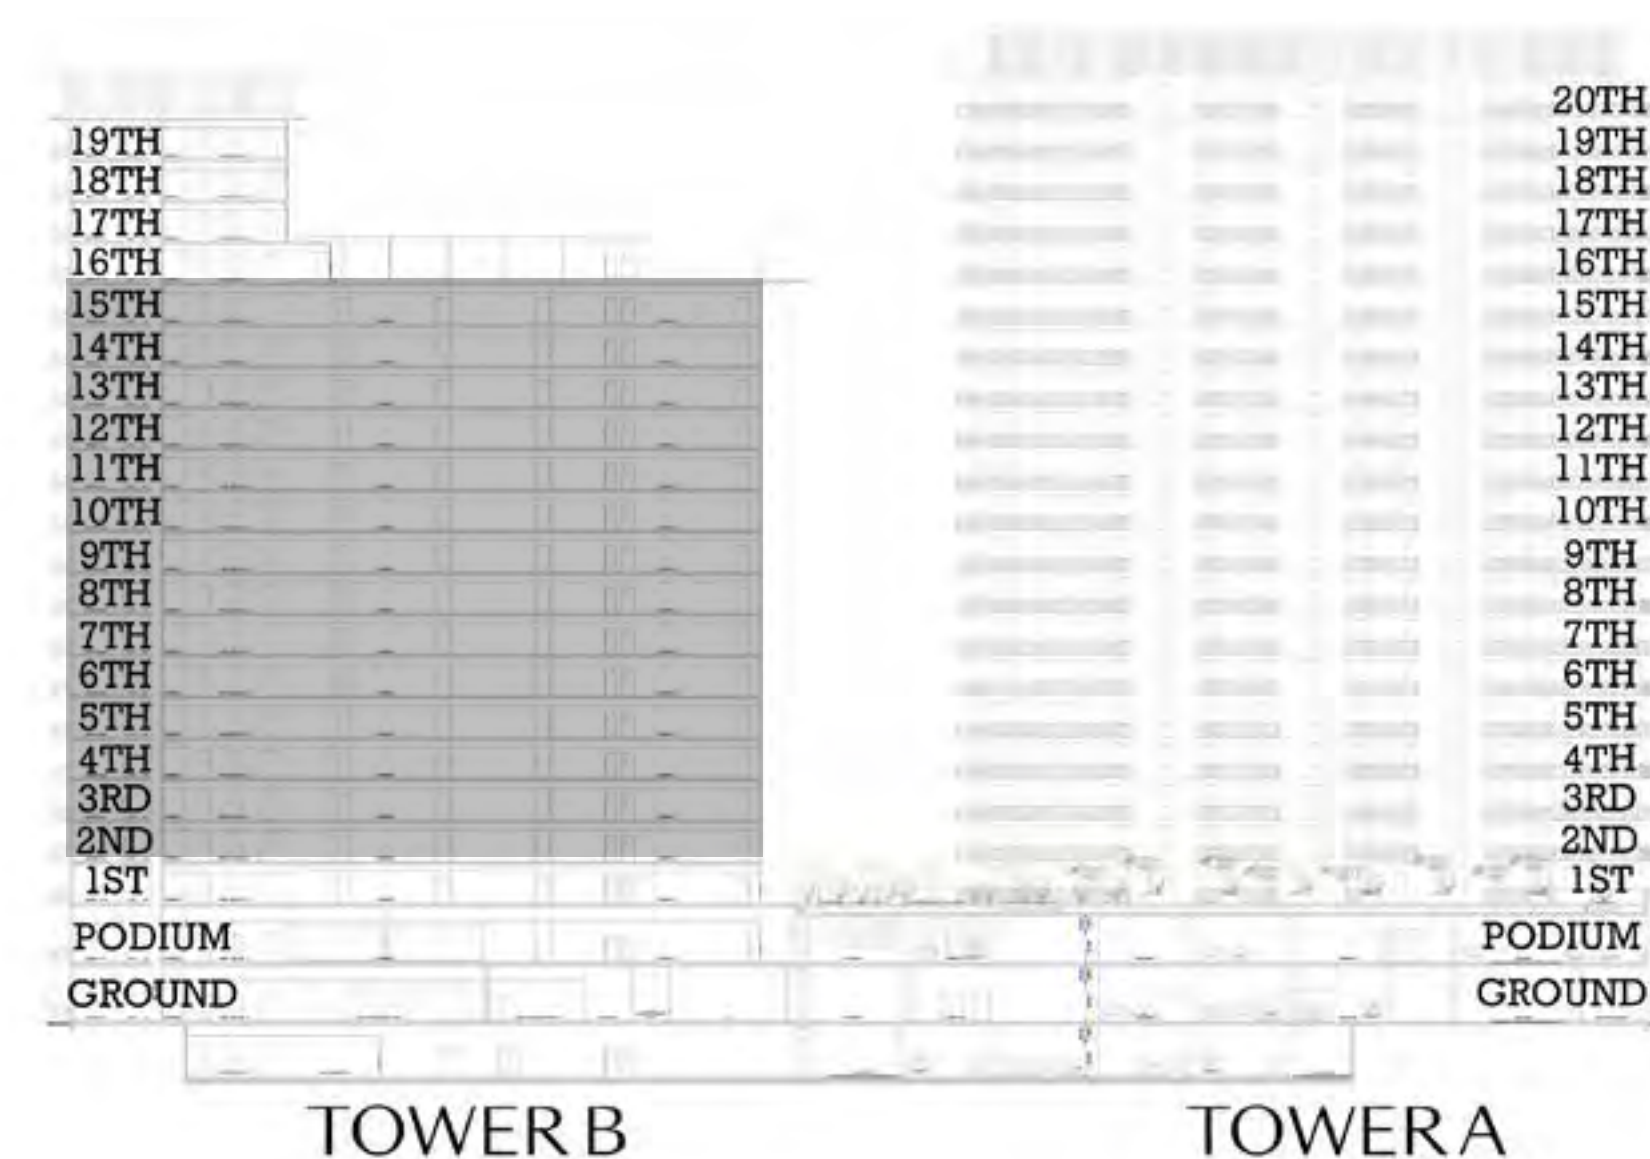 20TH
19TH 19TH
18TH 18TH
17TH 17TH
16TH 16TH
15TH 15TH
14TH 14TH
13TH 13TH
12TH 12TH
11TH 11TH
10TH 10TH
9TH 9TH
8TH 8TH
7TH 7TH
6TH 6TH
5TH 5TH
4TH 4TH
3RD 3RD
2ND 2ND
1ST 1ST
PODIUM PODIUM
GROUND GROUND
TOWER B TOWER A